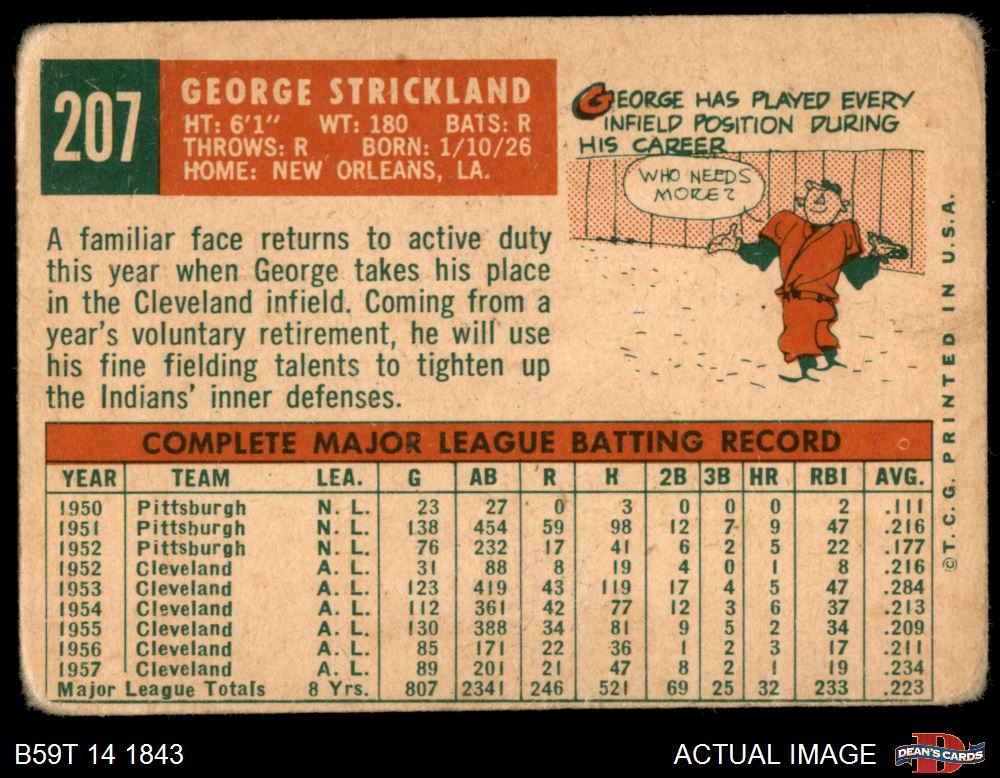 207
GEORGE STRICKLAND
HT: 6'1" WT: 180 BATS: R
THROWS: R BORN: 1/10/26
HOME: NEW ORLEANS, LA.
GEORGE HAS PLAYED EVERY
INFIELD POSITION DURING
HIS CAREER
WHO NEEDS
MORE?
A familiar face returns to active duty
this year when George takes his place
in the Cleveland infield. Coming from a
year's voluntary retirement, he will use
his fine fielding talents to tighten up
the Indians' inner defenses.
COMPLETE MAJOR LEAGUE BATTING RECORD
YEAR TEAM LEA. G AB R H 2B 3B HR RBI AVG.
1950 Pittsburgh N. L. 23 27 0 3 0 0 0 2 .111
1951 Pittsburgh N. L. 138 454 59 98 12 7 9 47 .216
1952 Pittsburgh N. L. 76 232 17 41 6 2 5 22 .177
1952 Cleveland A. L. 31 88 8 19 4 0 1 8 .216
1953 Cleveland A. L. 123 419 43 119 17 4 5 47 .284
1954 Cleveland A. L. 112 361 42 77 12 3 6 37 .213
1955 Cleveland A. L. 130 388 34 81 9 5 2 34 .209
1956 Cleveland A. L. 85 171 22 36 1 2 3 17 .211
1957 Cleveland A. L. 89 201 21 47 8 2 1 19 .234
Major League Totals 8 Yrs. 807 2341 246 521 69 25 32 233 .223
©T. C. G. PRINTED IN U. S. A.
B59T 14 1843
ACTUAL IMAGE
D
DEAN'S CARDS